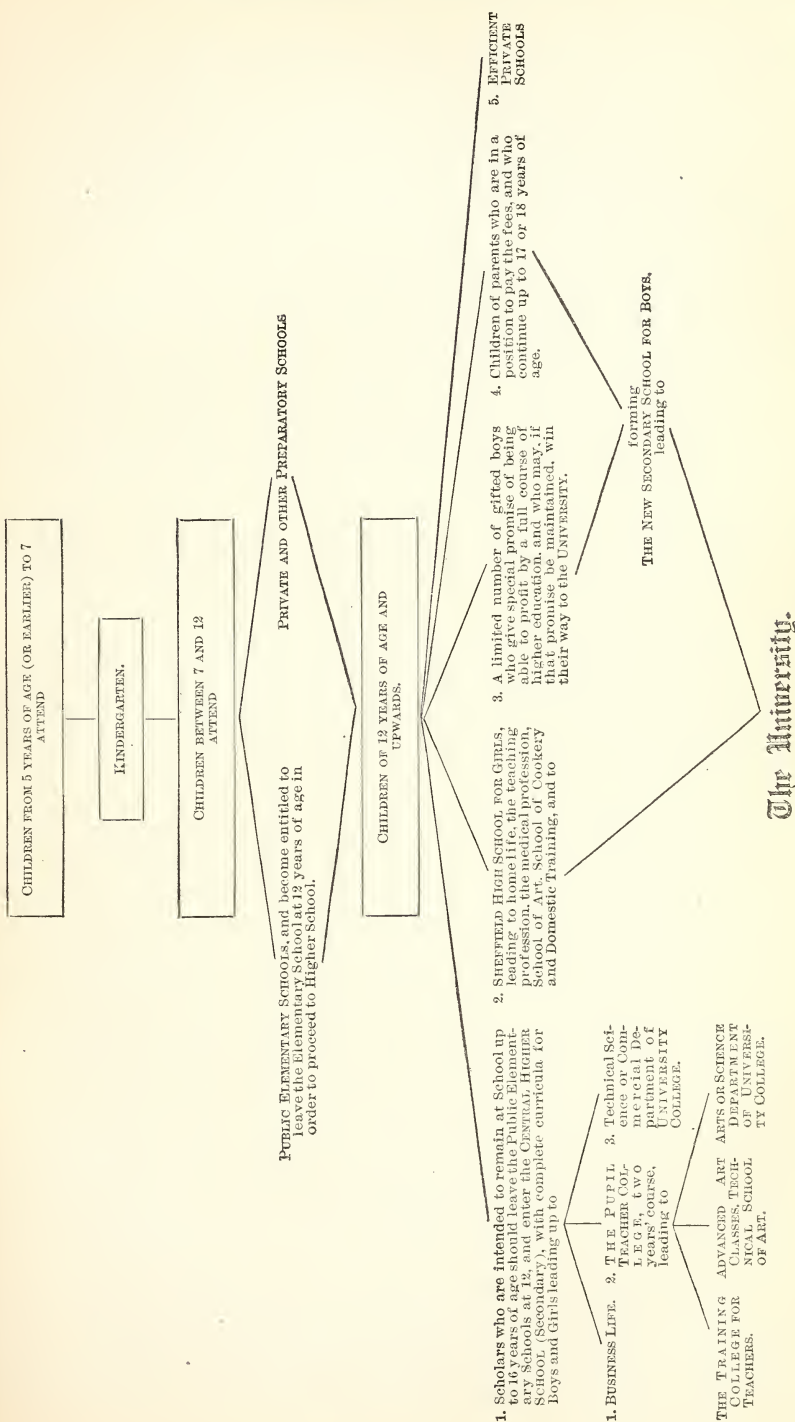 CHILDREN FROM 5 YEARS OF AGE (OR EARLIER) TO 7
ATTEND
KINDERGARTEN.
CHILDREN BETWEEN 7 AND 12
ATTEND
PUBLIC ELEMENTARY SCHOOLS, and become entitled to
leave the Elementary School at 12 years of age in
order to proceed to Higher School.
PRIVATE AND OTHER PREPARATORY SCHOOLS
CHILDREN OF 12 YEARS OF AGE AND
UPWARDS.
1. Scholars who are intended to remain at School up
to 16 years of age should leave the Public Element-
ary Schools at 12, and enter the CENTRAL HIGHER
SCHOOL (Secondary), with complete curricula for
Boys and Girls leading up to
1. BUSINESS LIFE.
2. THE PUPIL
TEACHER COL-
LEGE, two
years' course,
leading to
3. Technical Sci-
ence or Com-
mercial De-
partment of
UNIVERSITY
COLLEGE.
THE TRAINING
COLLEGE FOR
TEACHERS.
ADVANCED ART
CLASSES, TECH-
NICAL SCHOOL
OF ART.
ARTS OR SCIENCE
DEPARTMENT
OF UNIVERSI-
TY COLLEGE.
2. SHEFFIELD HIGH SCHOOL FOR GIRLS,
leading to home life, the teaching
profession, the medical profession,
School of Art, School of Cookery
and Domestic Training, and to
3. A limited number of gifted boys
who give special promise of being
able to profit by a full course of
higher education, and who may, if
that promise be maintained, win
their way to the UNIVERSITY.
4. Children of parents who are in a
position to pay the fees, and who
continue up to 17 or 18 years of
age.
5. EFFICIENT
PRIVATE
SCHOOLS
forming
THE NEW SECONDARY SCHOOL FOR BOYS,
leading to
The University.